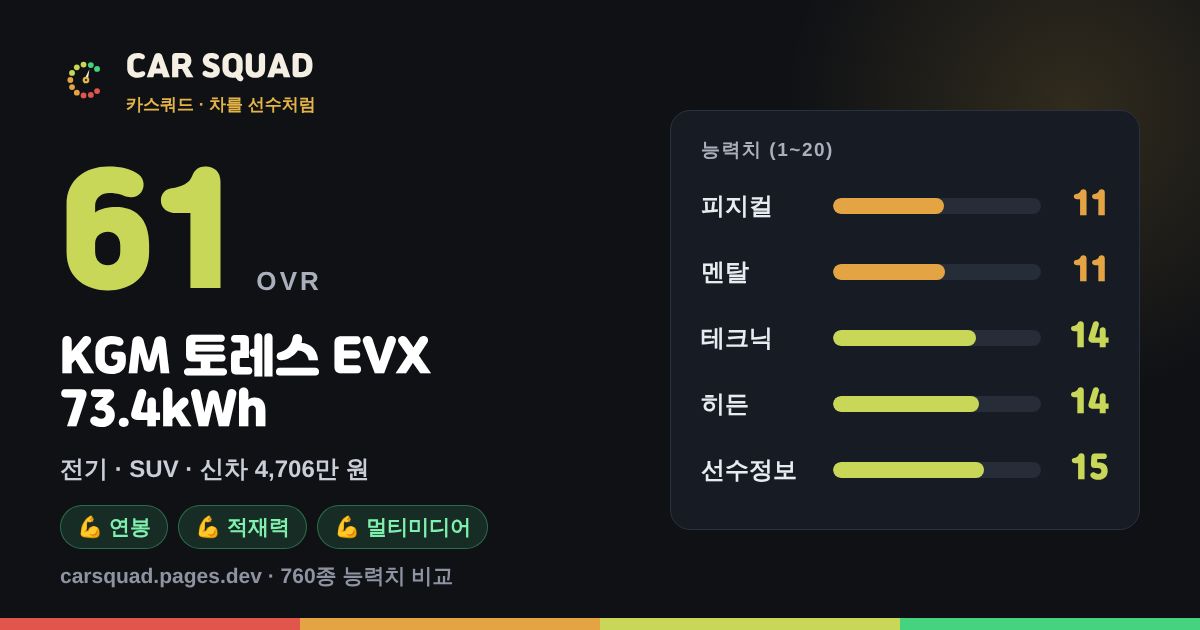 CAR SQUAD
카스쿼드 · 차를 선수처럼
61 OVR
KGM 토레스 EVX
73.4kWh
전기 · SUV · 신차 4,706만 원
💪 연봉 💪 적재력 💪 멀티미디어
carsquad.pages.dev · 760종 능력치 비교
능력치 (1~20)
피지컬 11
멘탈 11
테크닉 14
히든 14
선수정보 15